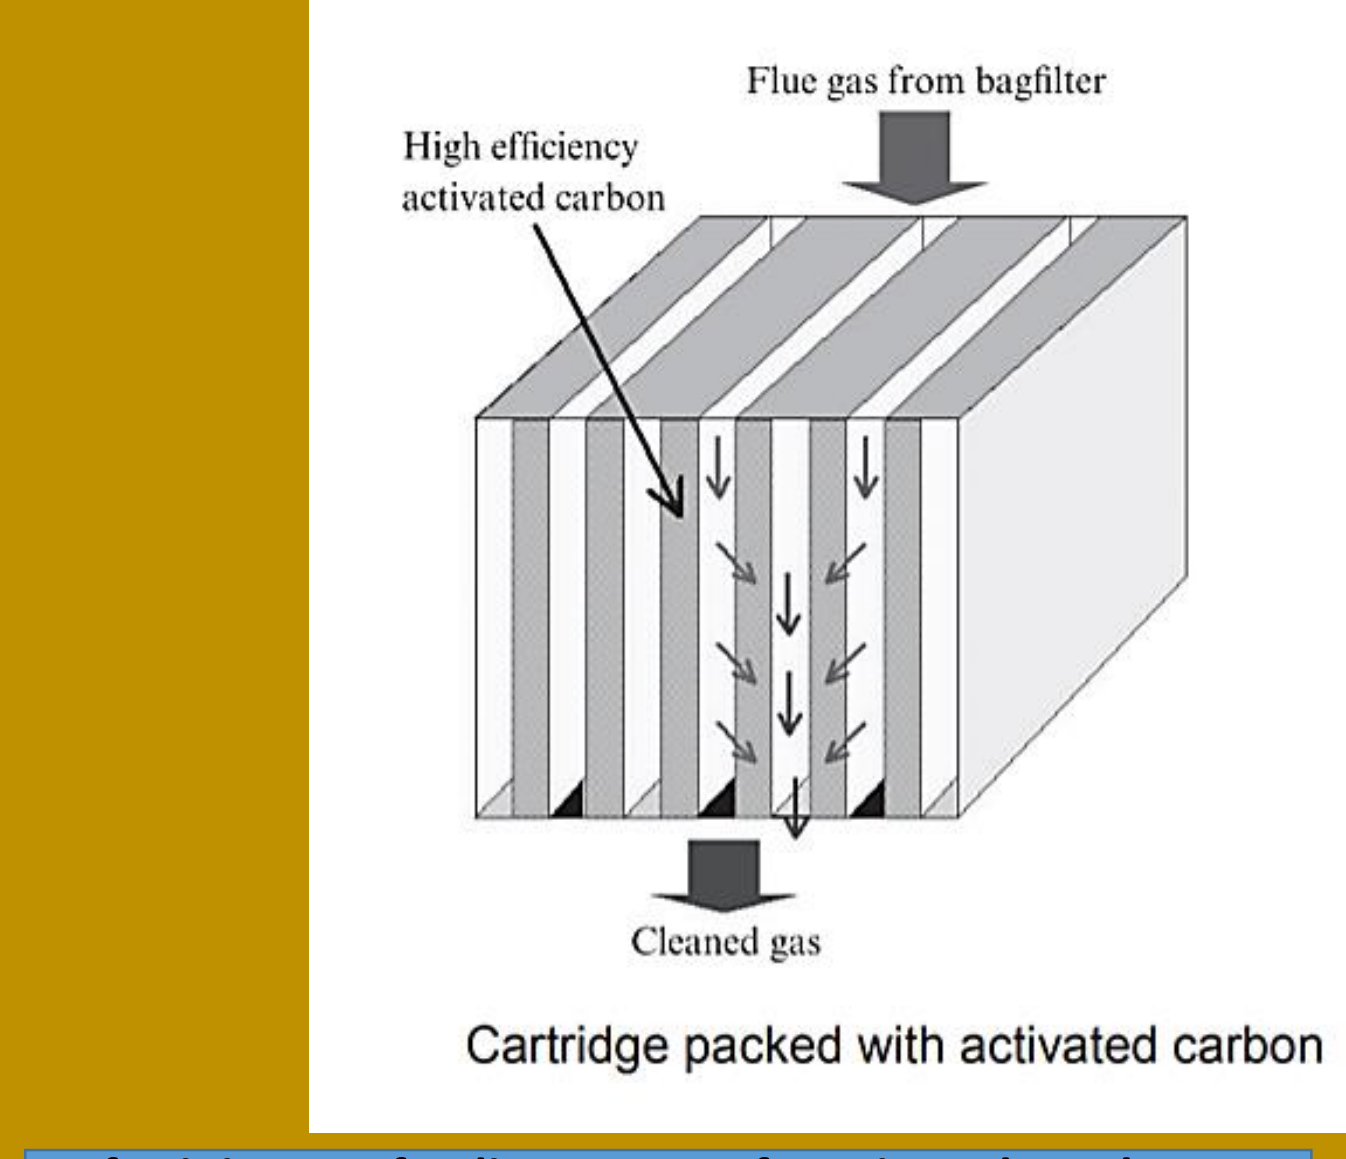 Flue gas from bagfilter
High efficiency
activated carbon
Cleaned gas
Cartridge packed with activated carbon